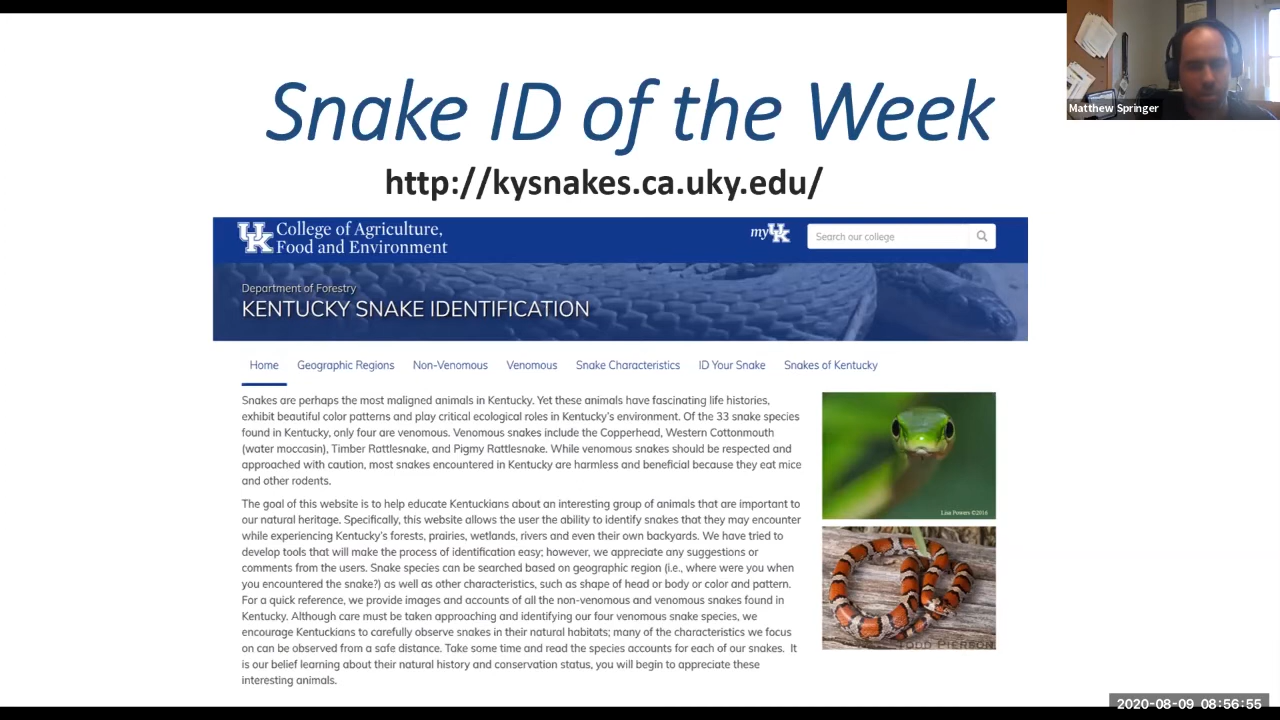 Snake ID of the Week
http://kysnakes.ca.uky.edu/
Matthew Springer
UK College of Agriculture,
Food and Environment
myUK
Search our college
Department of Forestry
KENTUCKY SNAKE IDENTIFICATION
Home Geographic Regions Non-Venomous Venomous Snake Characteristics ID Your Snake Snakes of Kentucky
Snakes are perhaps the most maligned animals in Kentucky. Yet these animals have fascinating life histories,
exhibit beautiful color patterns and play critical ecological roles in Kentucky's environment. Of the 33 snake species
found in Kentucky, only four are venomous. Venomous snakes include the Copperhead, Western Cottonmouth
(water moccasin), Timber Rattlesnake, and Pigmy Rattlesnake. While venomous snakes should be respected and
approached with caution, most snakes encountered in Kentucky are harmless and beneficial because they eat mice
and other rodents.
The goal of this website is to help educate Kentuckians about an interesting group of animals that are important to
our natural heritage. Specifically, this website allows the user the ability to identify snakes that they may encounter
while experiencing Kentucky's forests, prairies, wetlands, rivers and even their own backyards. We have tried to
develop tools that will make the process of identification easy; however, we appreciate any suggestions or
comments from the users. Snake species can be searched based on geographic region (i.e., where were you when
you encountered the snake?) as well as other characteristics, such as shape of head or body or color and pattern.
For a quick reference, we provide images and accounts of all the non-venomous and venomous snakes found in
Kentucky. Although care must be taken approaching and identifying our four venomous snake species, we
encourage Kentuckians to carefully observe snakes in their natural habitats; many of the characteristics we focus
on can be observed from a safe distance. Take some time and read the species accounts for each of our snakes. It
is our belief learning about their natural history and conservation status, you will begin to appreciate these
interesting animals.
Lisa Powers ©2016
TODD PIERSON
2020-08-09 08:56:55